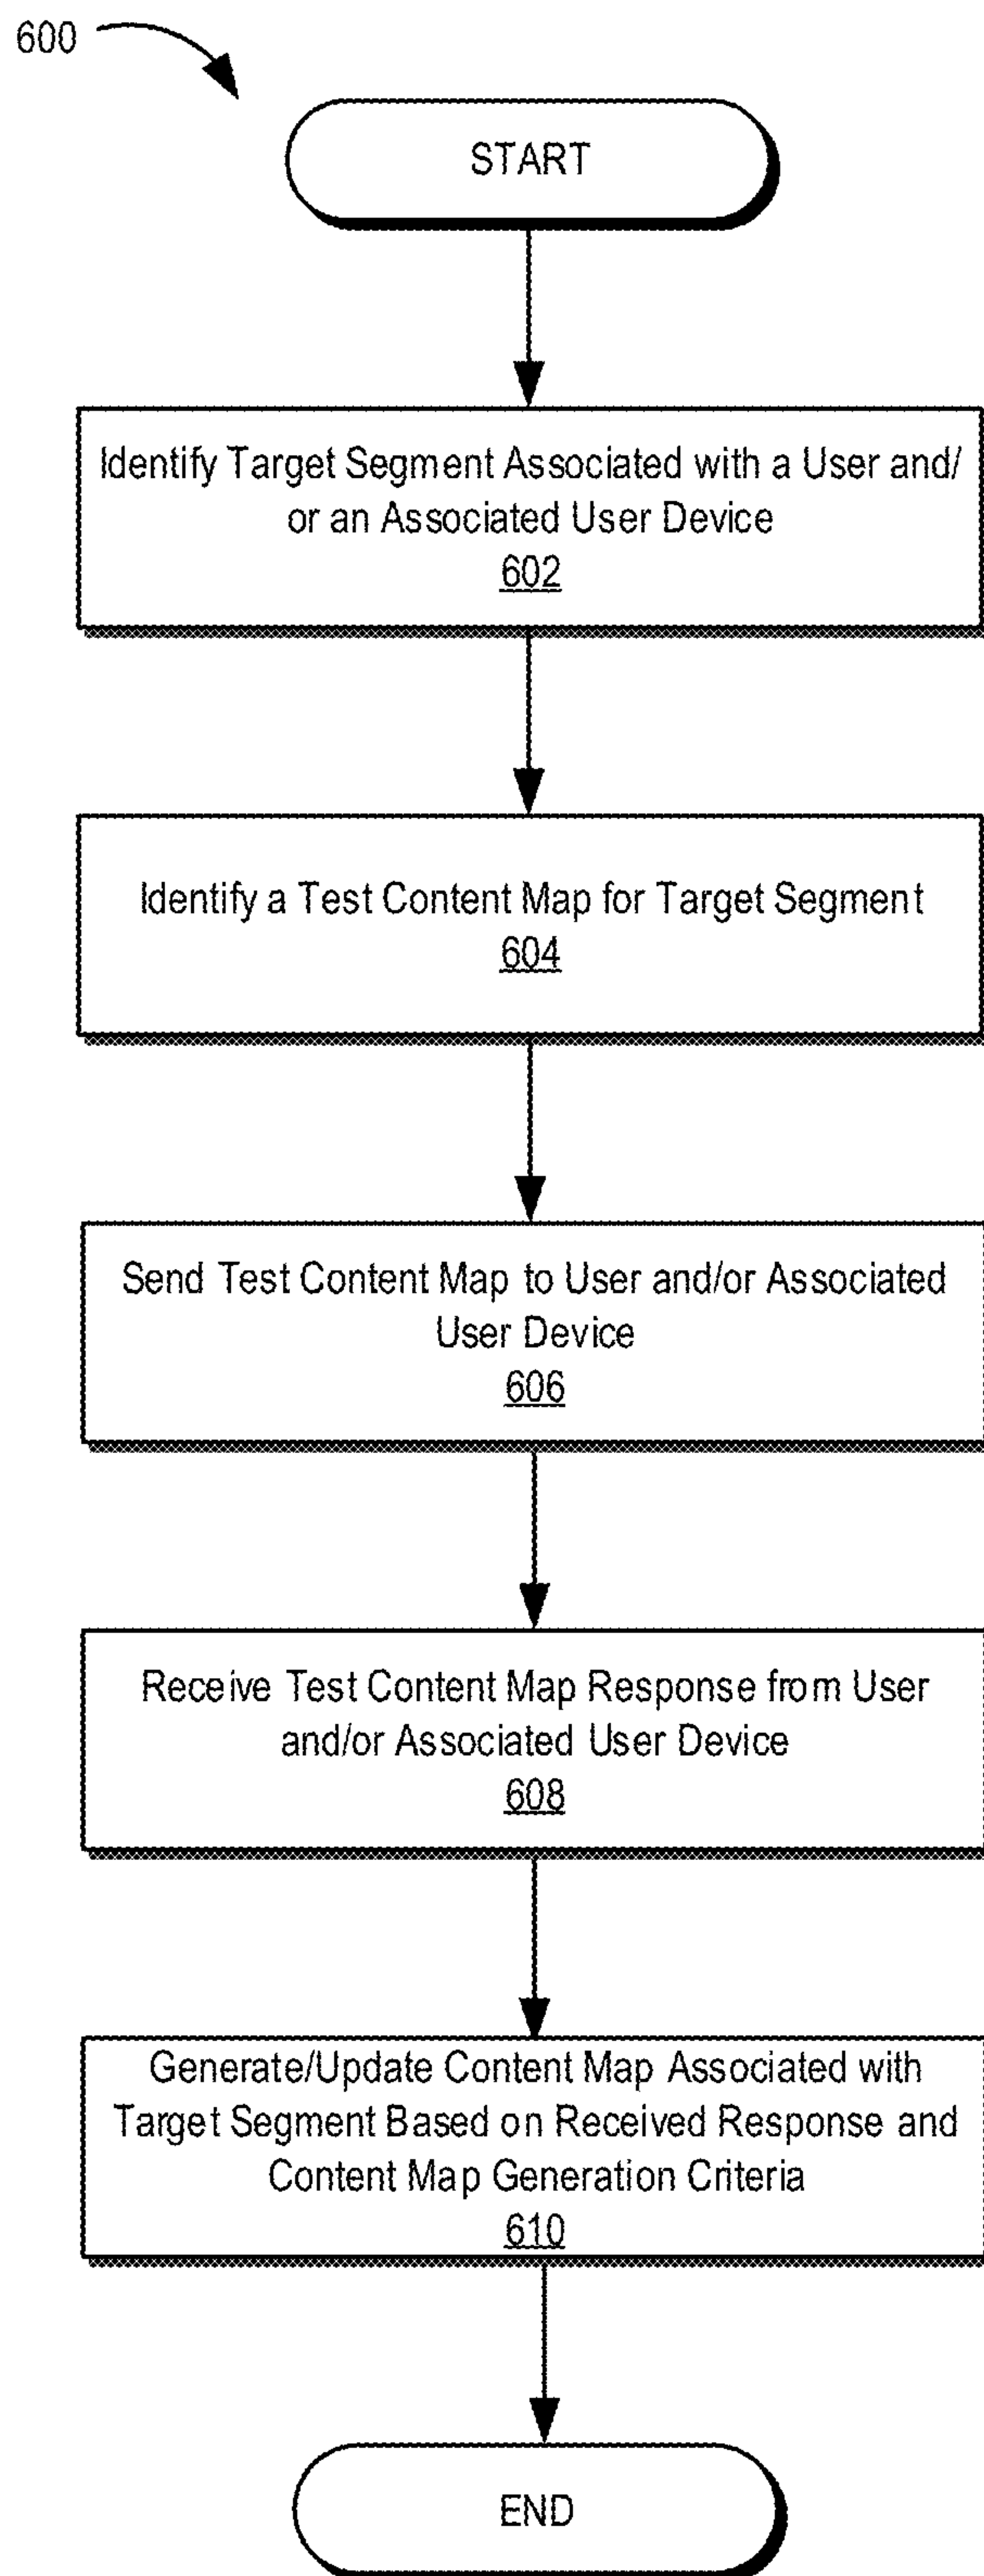 600
START
Identify Target Segment Associated with a User and/
or an Associated User Device
602
Identify a Test Content Map for Target Segment
604
Send Test Content Map to User and/or Associated
User Device
606
Receive Test Content Map Response from User
and/or Associated User Device
608
Generate/Update Content Map Associated with
Target Segment Based on Received Response and
Content Map Generation Criteria
610
END